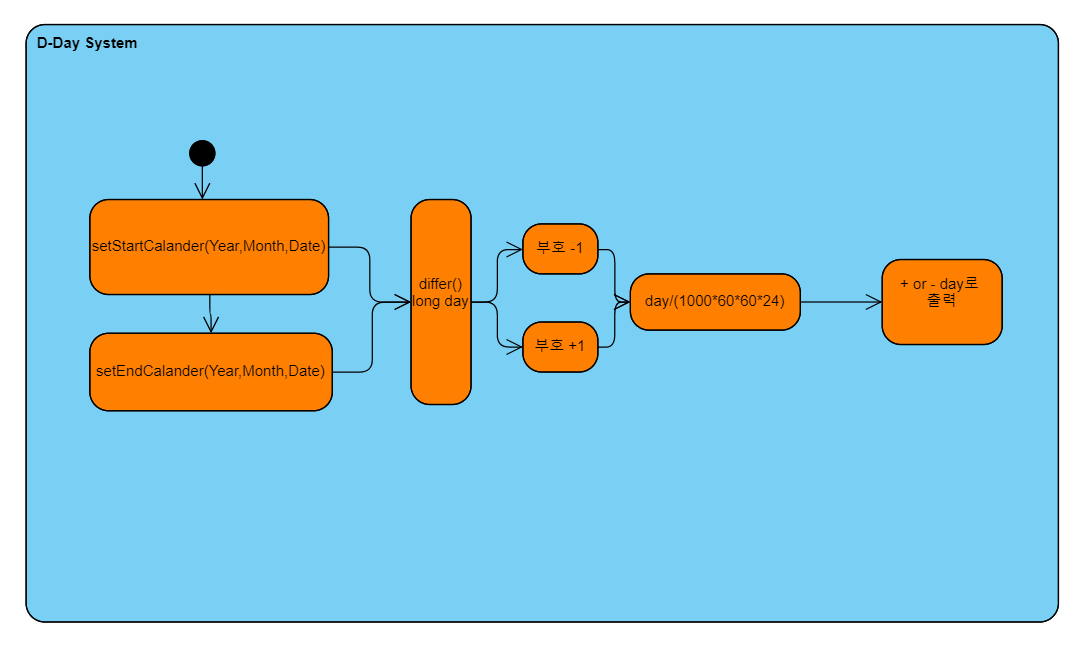 D-Day System
setStartCalander(Year,Month,Date)
setEndCalander(Year,Month,Date)
differ()
long day
부호 -1
부호 +1
day/(1000*60*60*24)
+ or - day로
출력